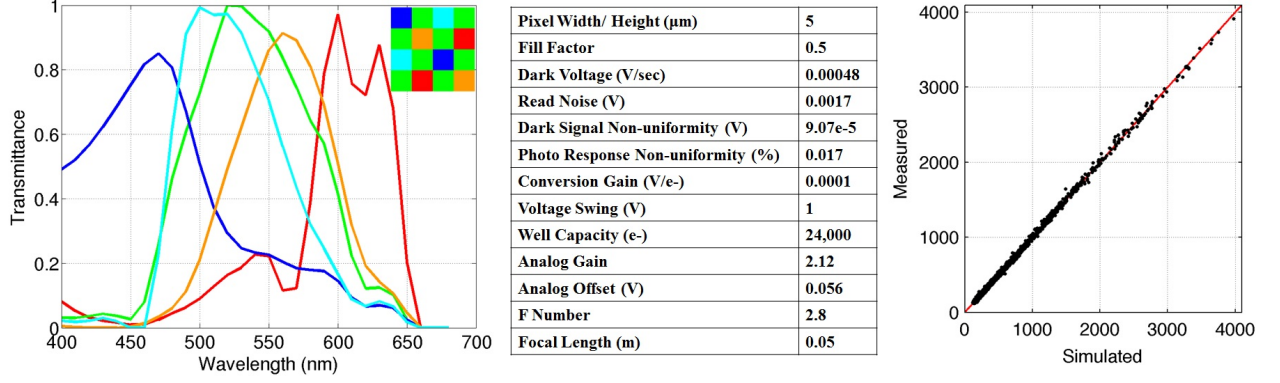 1
0.8
0.6
0.4
0.2
0
400
450
500
550
600
650
700
Transmittance
Wavelength (nm)
Pixel Width/ Height (µm) 5
Fill Factor 0.5
Dark Voltage (V/sec) 0.00048
Read Noise (V) 0.0017
Dark Signal Non-uniformity (V) 9.07e-5
Photo Response Non-uniformity (%) 0.017
Conversion Gain (V/e-) 0.0001
Voltage Swing (V) 1
Well Capacity (e-) 24,000
Analog Gain 2.12
Analog Offset (V) 0.056
F Number 2.8
Focal Length (m) 0.05
4000
3000
2000
1000
0
0
1000
2000
3000
4000
Measured
Simulated